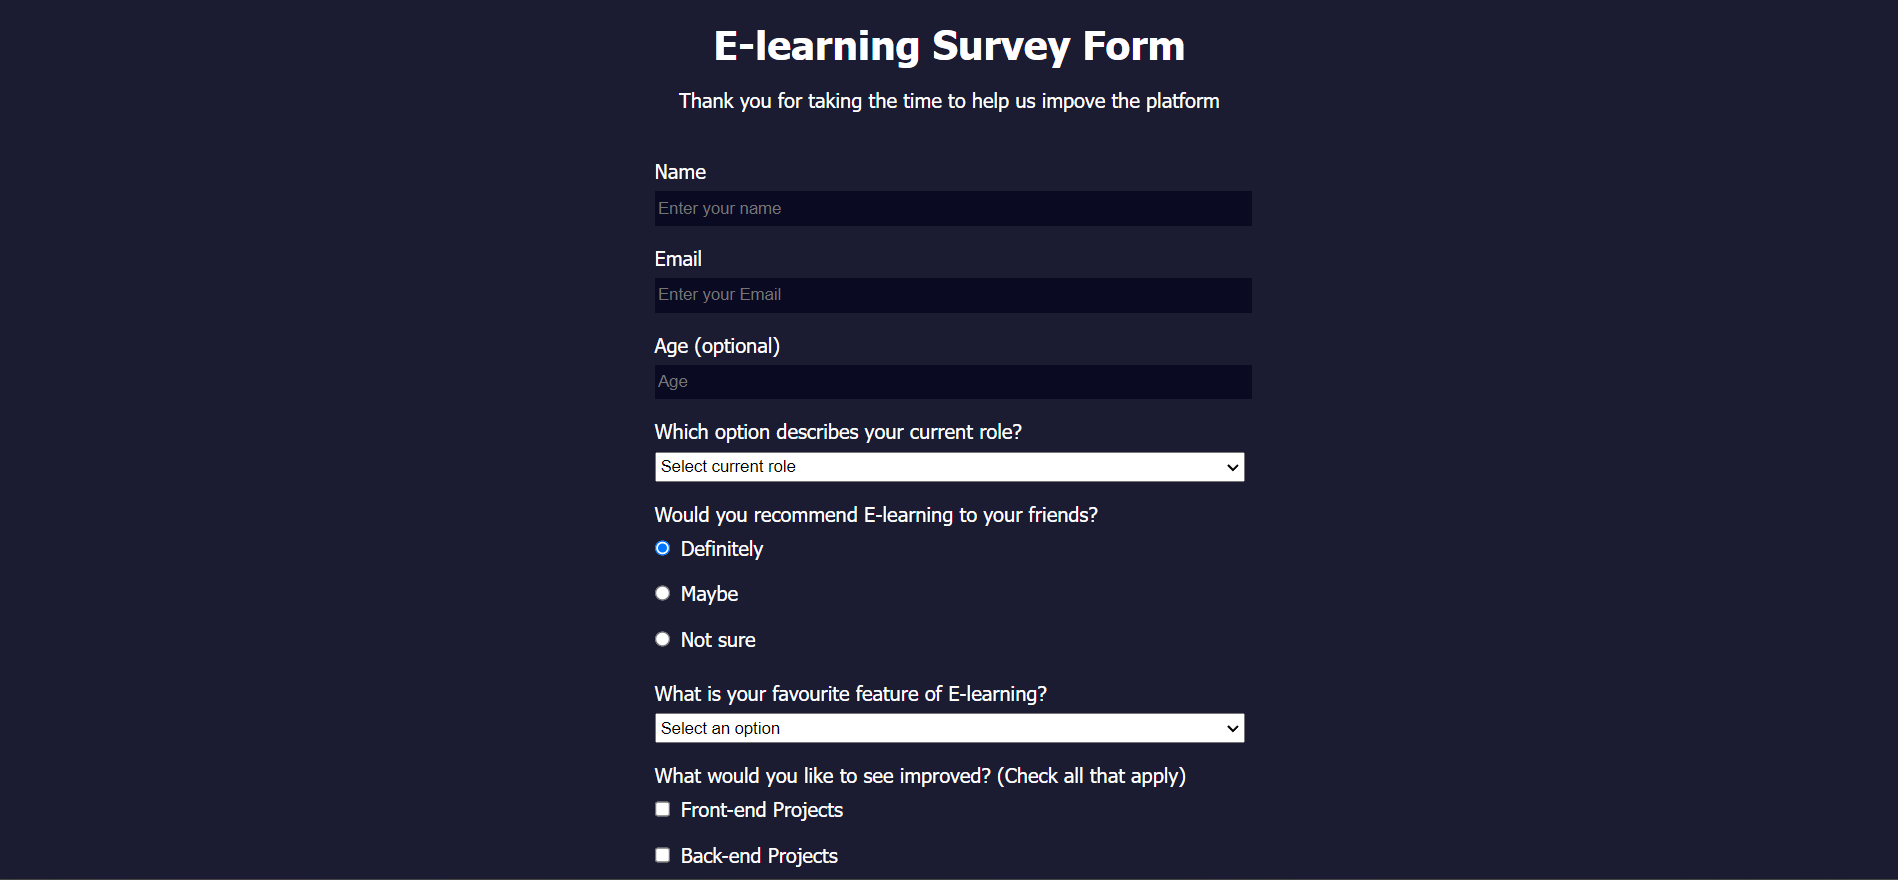 E-learning Survey Form
Thank you for taking the time to help us impove the platform
Name
Enter your name
Email
Enter your Email
Age (optional)
Age
Which option describes your current role?
Select current role
Would you recommend E-learning to your friends?
Definitely
Maybe
Not sure
What is your favourite feature of E-learning?
Select an option
What would you like to see improved? (Check all that apply)
Front-end Projects
Back-end Projects